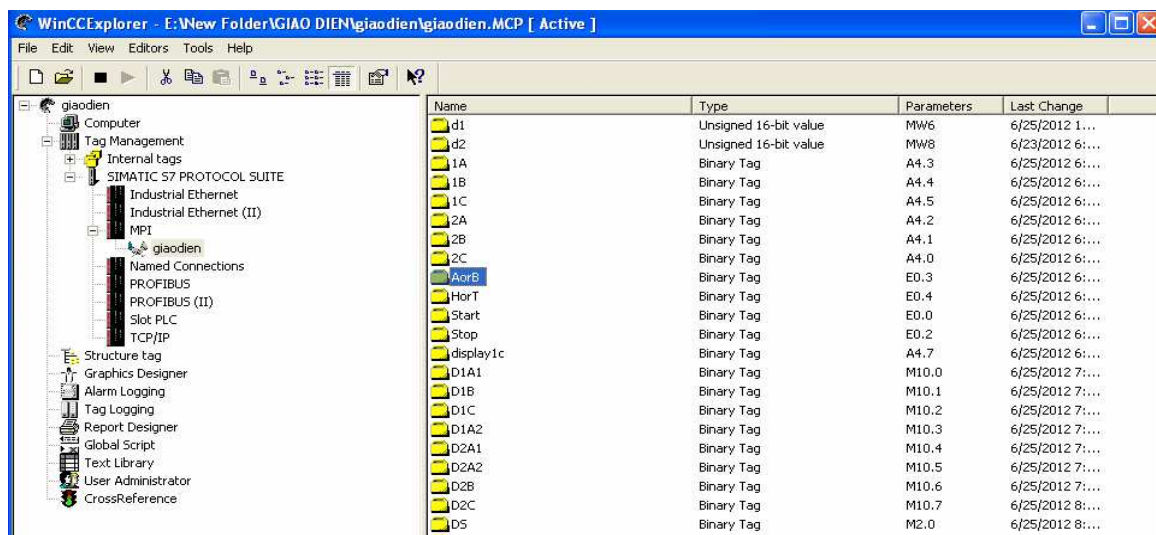 WinCCExplorer - E:\New Folder\GIAO DIEN\giaodien\giaodien.MCP [ Active ]
File Edit View Editors Tools Help
giaodien
Computer
Tag Management
Internal tags
SIMATIC S7 PROTOCOL SUITE
Industrial Ethernet
Industrial Ethernet (II)
MPI
giaodien
Named Connections
PROFIBUS
PROFIBUS (II)
Slot PLC
TCP/IP
Structure tag
Graphics Designer
Alarm Logging
Tag Logging
Report Designer
Global Script
Text Library
User Administrator
CrossReference
Name Type Parameters Last Change
d1 Unsigned 16-bit value MW6 6/25/2012 1...
d2 Unsigned 16-bit value MW8 6/23/2012 6:...
1A Binary Tag A4.3 6/25/2012 6:...
1B Binary Tag A4.4 6/25/2012 6:...
1C Binary Tag A4.5 6/25/2012 6:...
2A Binary Tag A4.2 6/25/2012 6:...
2B Binary Tag A4.1 6/25/2012 6:...
2C Binary Tag A4.0 6/25/2012 6:...
AorB Binary Tag E0.3 6/25/2012 6:...
HorT Binary Tag E0.4 6/25/2012 6:...
Start Binary Tag E0.0 6/25/2012 6:...
Stop Binary Tag E0.2 6/25/2012 6:...
display1c Binary Tag A4.7 6/25/2012 6:...
D1A1 Binary Tag M10.0 6/25/2012 7:...
D1B Binary Tag M10.1 6/25/2012 7:...
D1C Binary Tag M10.2 6/25/2012 7:...
D1A2 Binary Tag M10.3 6/25/2012 7:...
D2A1 Binary Tag M10.4 6/25/2012 7:...
D2A2 Binary Tag M10.5 6/25/2012 7:...
D2B Binary Tag M10.6 6/25/2012 7:...
D2C Binary Tag M10.7 6/25/2012 8:...
DS Binary Tag M2.0 6/25/2012 8:...